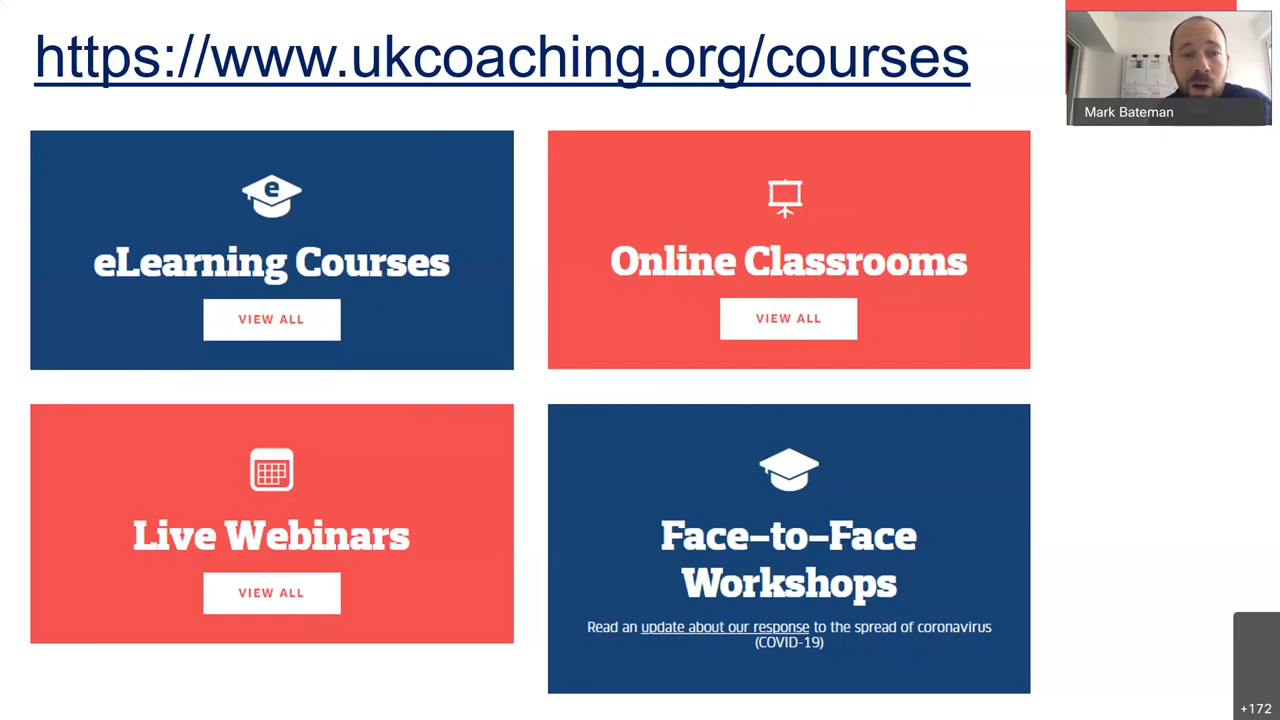 https://www.ukcoaching.org/courses
Mark Bateman
e
eLearning Courses
VIEW ALL
Online Classrooms
VIEW ALL
Live Webinars
VIEW ALL
Face-to-Face
Workshops
Read an update about our response to the spread of coronavirus
(COVID-19)
+172